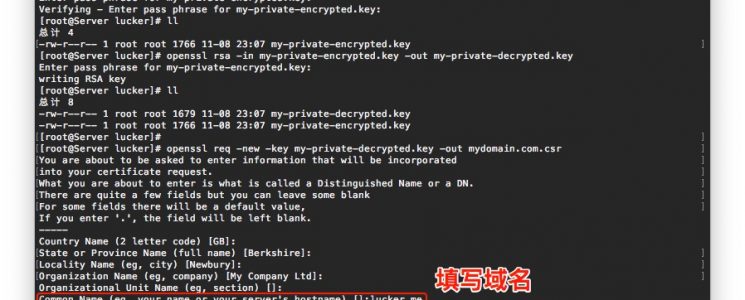 Verifying - Enter pass phrase for my-private-encrypted.key:
[root@Server lucker]# ll
总计 4
-rw-r--r-- 1 root root 1766 11-08 23:07 my-private-encrypted.key
[root@Server lucker]# openssl rsa -in my-private-encrypted.key -out my-private-decrypted.key
Enter pass phrase for my-private-encrypted.key:
writing RSA key
[root@Server lucker]# ll
总计 8
-rw-r--r-- 1 root root 1679 11-08 23:07 my-private-decrypted.key
-rw-r--r-- 1 root root 1766 11-08 23:07 my-private-encrypted.key
[root@Server lucker]#
[root@Server lucker]# openssl req -new -key my-private-decrypted.key -out mydomain.com.csr
You are about to be asked to enter information that will be incorporated
into your certificate request.
What you are about to enter is what is called a Distinguished Name or a DN.
There are quite a few fields but you can leave some blank
For some fields there will be a default value,
If you enter '.', the field will be left blank.
-----
Country Name (2 letter code) [GB]:
State or Province Name (full name) [Berkshire]:
Locality Name (eg, city) [Newbury]:
Organization Name (eg, company) [My Company Ltd]:
Organizational Unit Name (eg, section) []:
填写域名
Common Name (eg, your name or your server's hostname) []:lucker.me